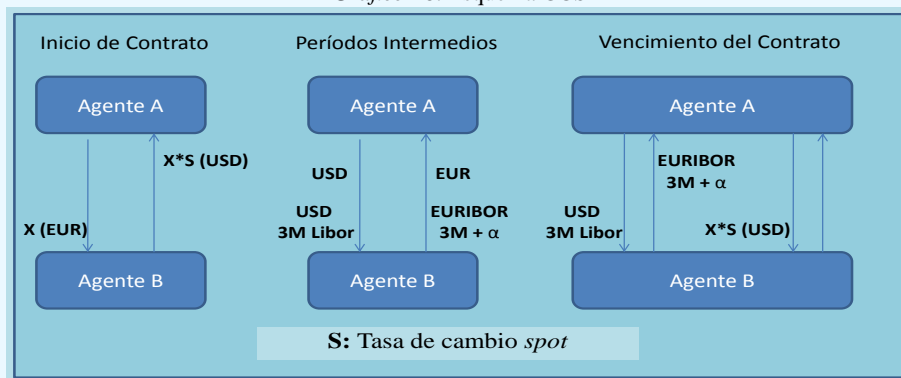 Inicio de Contrato
Agente A
X*S (USD)
X (EUR)
Agente B
Períodos Intermedios
Agente A
USD
EUR
USD
3M Libor
EURIBOR
3M + α
Agente B
Vencimiento del Contrato
Agente A
EURIBOR
3M + α
USD
3M Libor
X*S (USD)
Agente B
S: Tasa de cambio spot